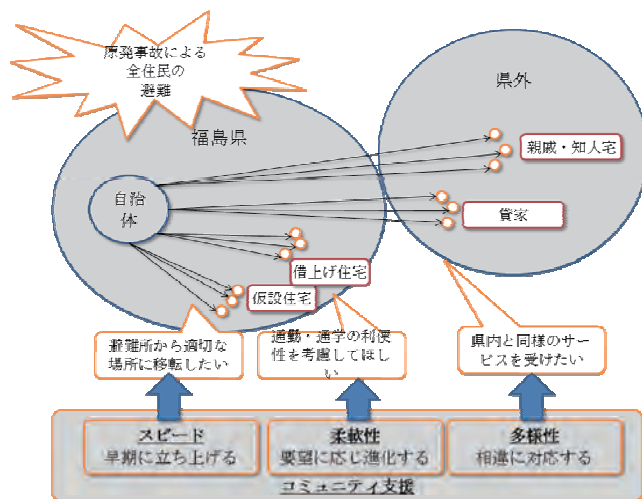 原発事故による
全住民の
避難
県外
福島県
親戚・知人宅
自治
体
貸家
借上げ住宅
仮設住宅
避難所から適切な
場所に移転したい
通勤・通学の利便
性を考慮してほし
い
県内と同様のサー
ビスを受けたい
スピード
早期に立ち上げる
柔軟性
要望に応じ進化する
多様性
相違に対応する
コミュニティ支援